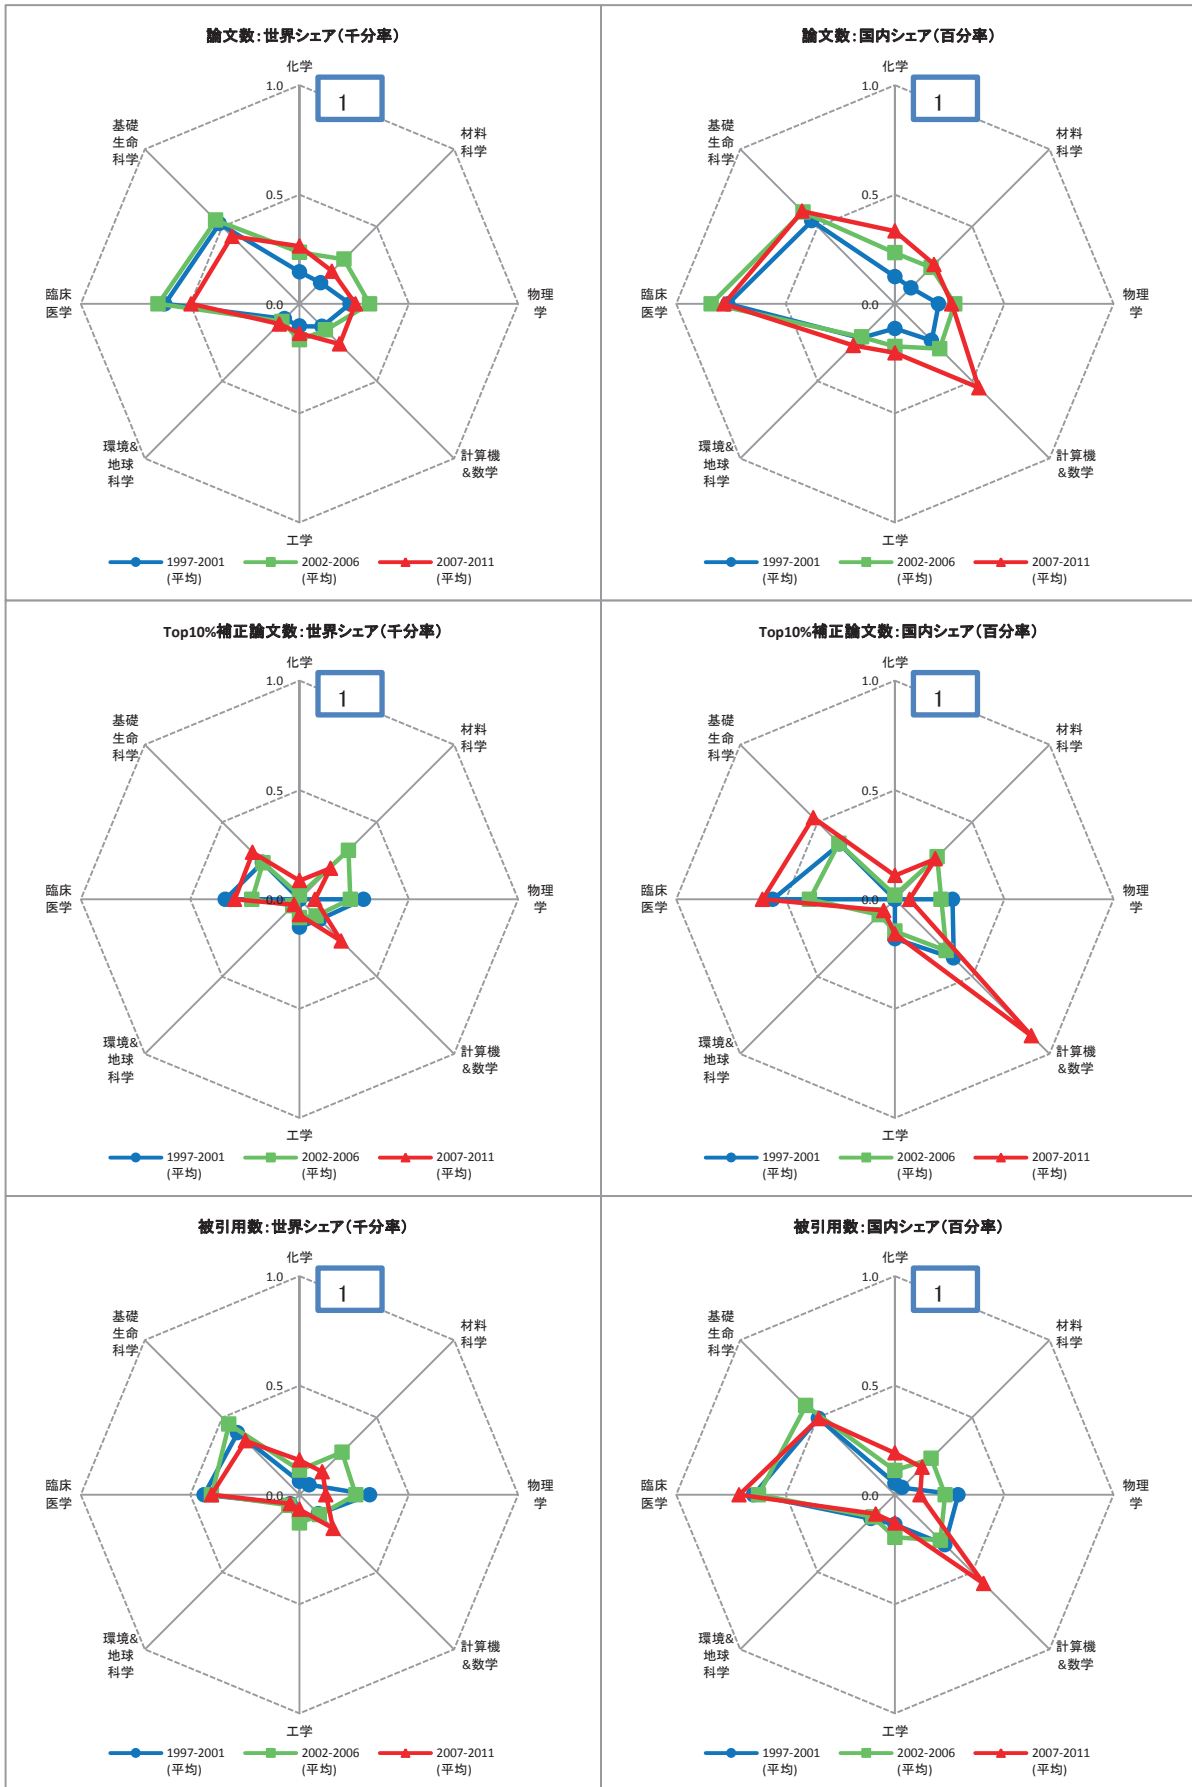 論文数：世界シェア（千分率）
化学
1.0
1
基礎
生命
科学
材料
科学
0.5
臨床
医学
0.0
物理
学
環境&
地球
科学
計算機
&数学
工学
1997-2001
(平均)
2002-2006
(平均)
2007-2011
(平均)
論文数：国内シェア（百分率）
化学
1.0
1
基礎
生命
科学
材料
科学
0.5
臨床
医学
0.0
物理
学
環境&
地球
科学
計算機
&数学
工学
1997-2001
(平均)
2002-2006
(平均)
2007-2011
(平均)
Top10%補正論文数：世界シェア（千分率）
化学
1.0
1
基礎
生命
科学
材料
科学
0.5
臨床
医学
0.0
物理
学
環境&
地球
科学
計算機
&数学
工学
1997-2001
(平均)
2002-2006
(平均)
2007-2011
(平均)
Top10%補正論文数：国内シェア（百分率）
化学
1.0
1
基礎
生命
科学
材料
科学
0.5
臨床
医学
0.0
物理
学
環境&
地球
科学
計算機
&数学
工学
1997-2001
(平均)
2002-2006
(平均)
2007-2011
(平均)
被引用数：世界シェア（千分率）
化学
1.0
1
基礎
生命
科学
材料
科学
0.5
臨床
医学
0.0
物理
学
環境&
地球
科学
計算機
&数学
工学
1997-2001
(平均)
2002-2006
(平均)
2007-2011
(平均)
被引用数：国内シェア（百分率）
化学
1.0
1
基礎
生命
科学
材料
科学
0.5
臨床
医学
0.0
物理
学
環境&
地球
科学
計算機
&数学
工学
1997-2001
(平均)
2002-2006
(平均)
2007-2011
(平均)